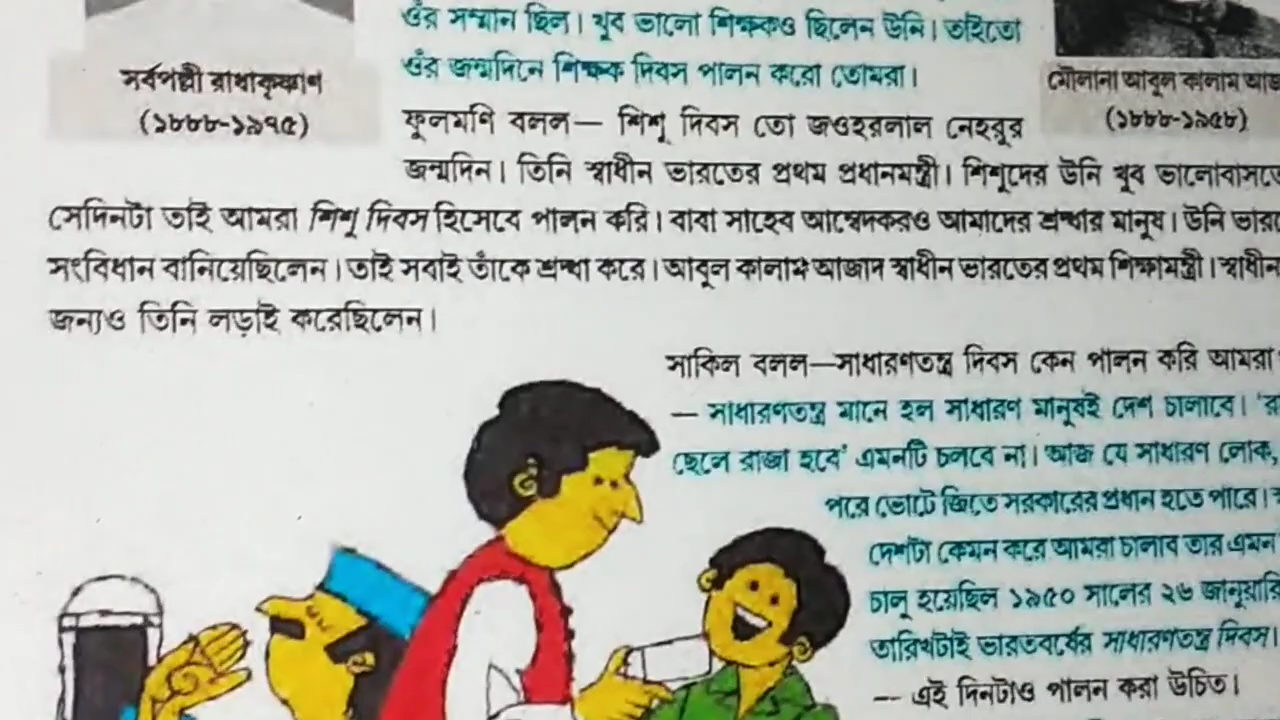 ওঁর সম্মান ছিল। খুব ভালো শিক্ষকও ছিলেন উনি। তাইতো
ওঁর জন্মদিনে শিক্ষক দিবস পালন করো তোমরা।
সর্বপল্লী রাধাকৃষ্ণাণ
(১৮৮৮-১৯৭৫)
মৌলানা আবুল কালাম আজ
(১৮৮৮-১৯৫৮)
ফুলমণি বলল— শিশু দিবস তো জওহরলাল নেহরুর
জন্মদিন। তিনি স্বাধীন ভারতের প্রথম প্রধানমন্ত্রী। শিশুদের উনি খুব ভালোবাসতে
সেদিনটা তাই আমরা শিশু দিবস হিসেবে পালন করি। বাবা সাহেব আম্বেদকরও আমাদের শ্রদ্ধার মানুষ। উনি ভার
সংবিধান বানিয়েছিলেন। তাই সবাই তাঁকে শ্রদ্ধা করে। আবুল কালাম আজাদ স্বাধীন ভারতের প্রথম শিক্ষামন্ত্রী। স্বাধীন
জন্যও তিনি লড়াই করেছিলেন।
সাকিল বলল—সাধারণতন্ত্র দিবস কেন পালন করি আমরা
— সাধারণতন্ত্র মানে হল সাধারণ মানুষই দেশ চালাবে। 'রা
ছেলে রাজা হবে' এমনটি চলবে না। আজ যে সাধারণ লোক,
পরে ভোটে জিতে সরকারের প্রধান হতে পারে।
দেশটা কেমন করে আমরা চালাব তার এমন
চালু হয়েছিল ১৯৫০ সালের ২৬ জানুয়ারি
তারিখটাই ভারতবর্ষের সাধারণতন্ত্র দিবস।
— এই দিনটাও পালন করা উচিত।